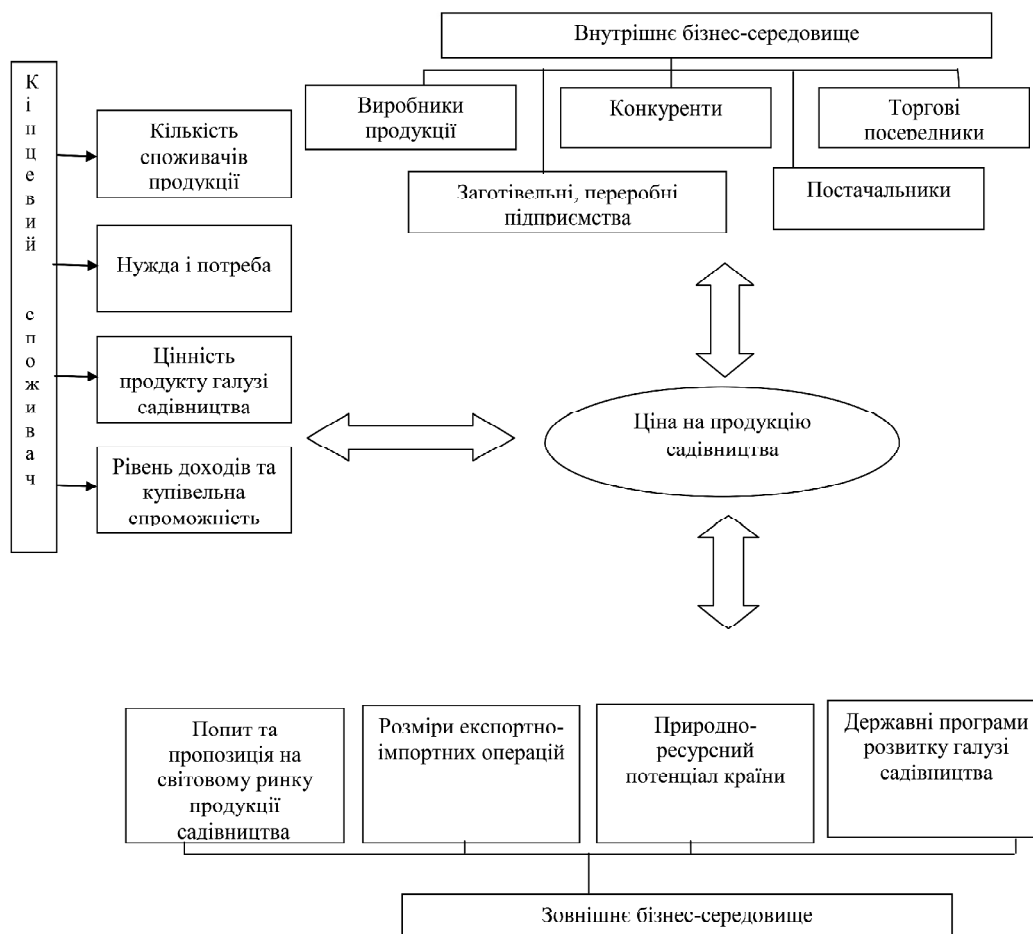 Внутрішнє бізнес-середовище
Виробники
продукції
Конкуренти
Торгові
посередники
Заготівельні, переробні
підприємства
Постачальники
Кінцевий споживач
Кількість
споживачів
продукції
Нужда і потреба
Цінність
продукту галузі
садівництва
Рівень доходів та
купівельна
спроможність
Ціна на продукцію
садівництва
Попит та
пропозиція на
світовому ринку
продукції
садівництва
Розміри експортно-
імпортних операцій
Природно-
ресурсний
потенціал країни
Державні програми
розвитку галузі
садівництва
Зовнішнє бізнес-середовище